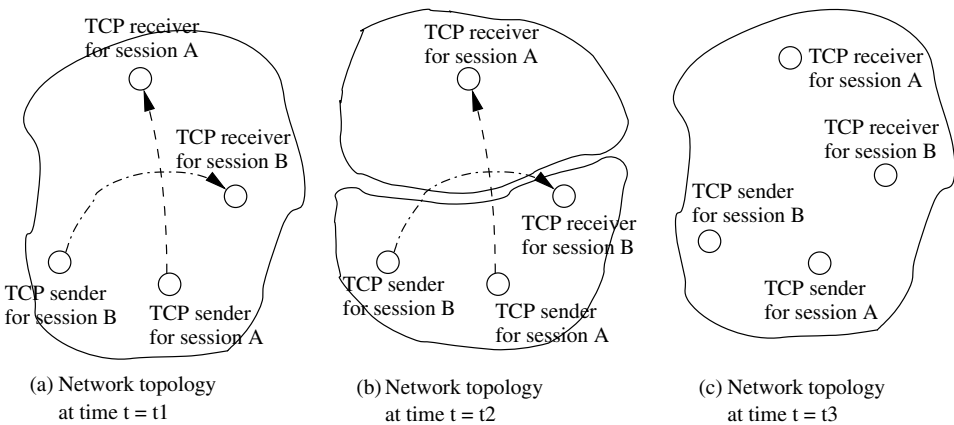 TCP receiver
for session A
TCP receiver
for session B
TCP sender
for session B
TCP sender
for session A
(a) Network topology
at time t = t1
TCP receiver
for session A
TCP receiver
for session B
TCP sender
for session B
TCP sender
for session A
(b) Network topology
at time t = t2
TCP receiver
for session A
TCP receiver
for session B
TCP sender
for session B
TCP sender
for session A
(c) Network topology
at time t = t3